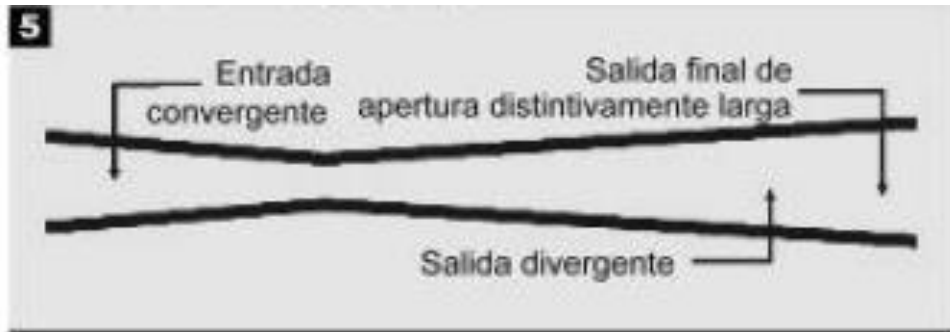 5
Entrada
convergente
Salida final de
apertura distintivamente larga
Salida divergente